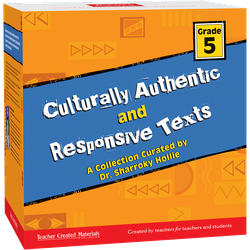 Grade
5
Culturally Authentic
and
Responsive Texts
A Collection Curated by
Dr. Sharroky Hollie
Teacher Created Materials
Created by teachers for teachers and students